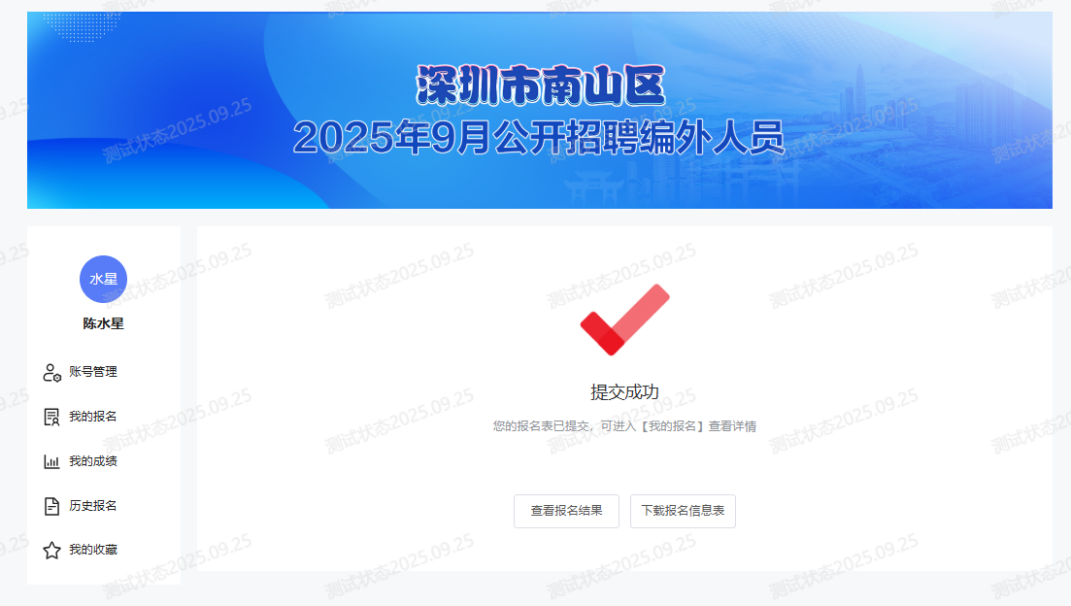 深圳市南山区
2025年9月公开招聘编外人员
水星
陈水星
账号管理
我的报名
我的成绩
历史报名
我的收藏
提交成功
您的报名表已提交，可进入【我的报名】查看详情
查看报名结果
下载报名信息表
测试状态2025.09.25